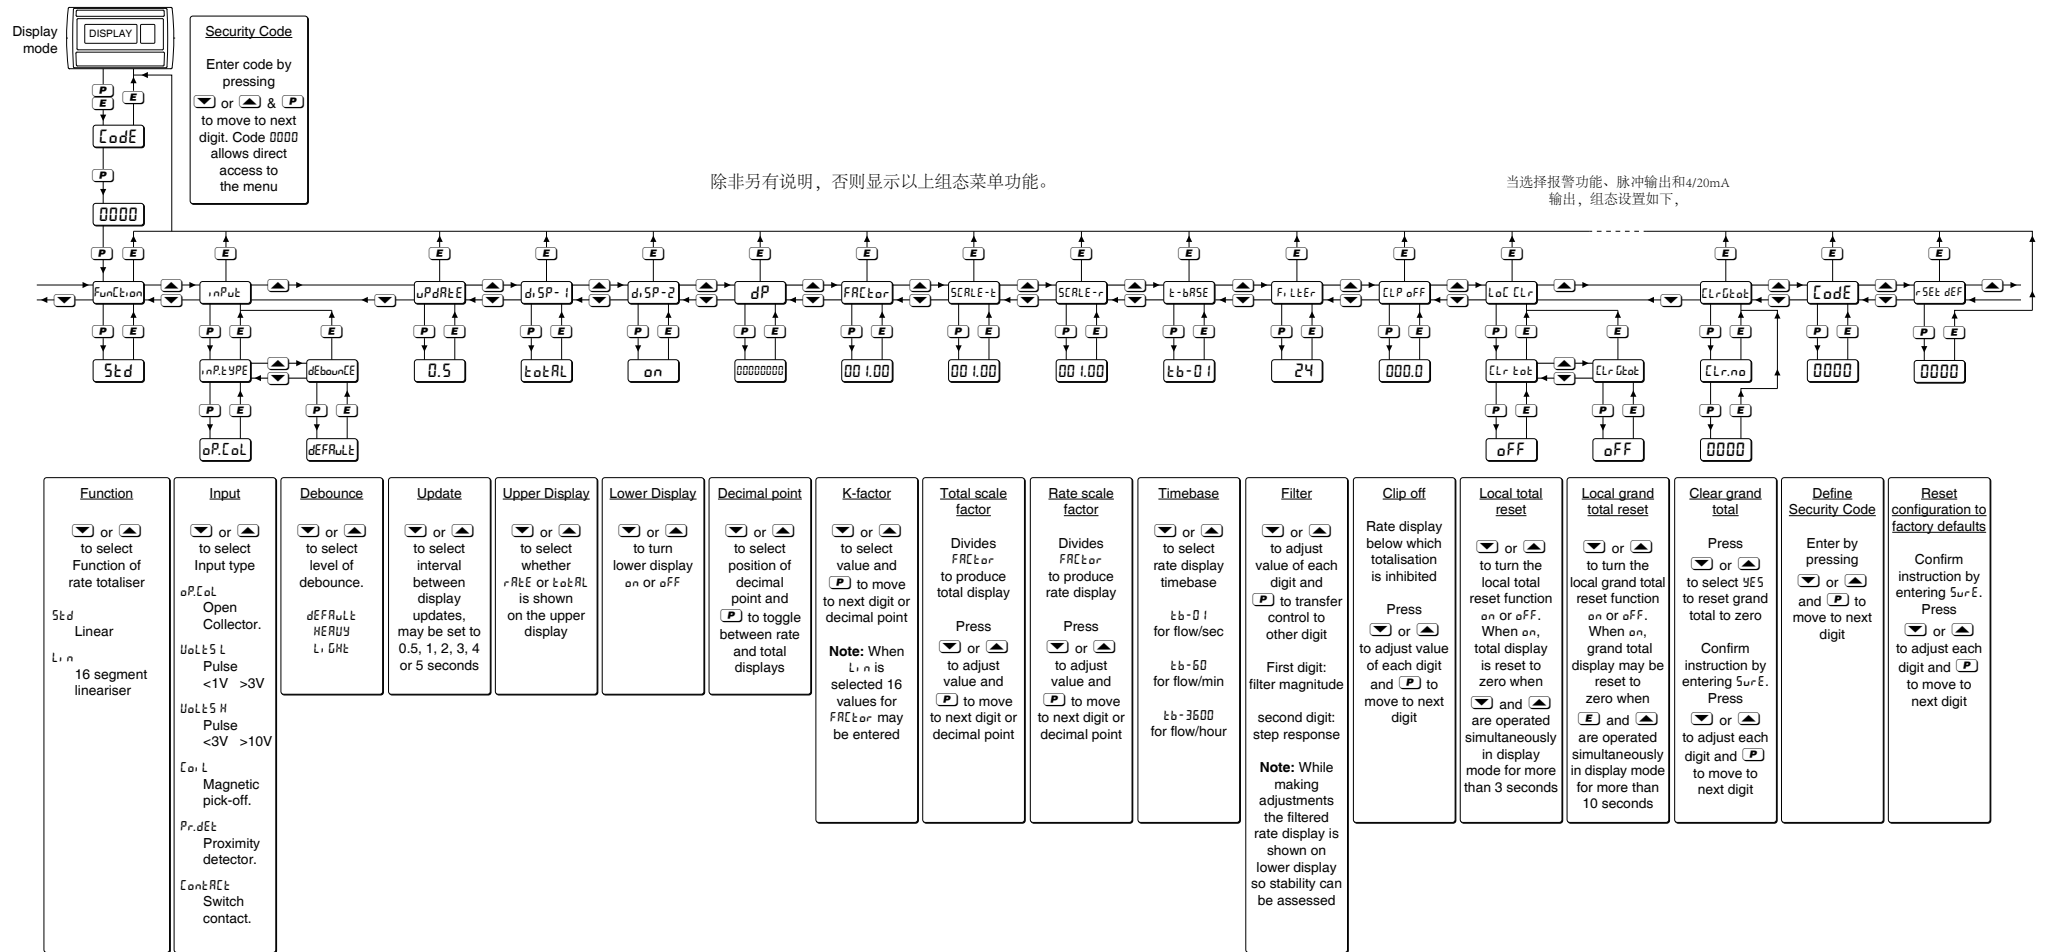 Display
mode
DISPLAY
P
E
E
CodE
P
0000
Security Code
Enter code by
pressing
▼ or ▲ & P
to move to next
digit. Code 0000
allows direct
access to
the menu
除非另有说明，否则显示以上组态菜单功能。
当选择报警功能、脉冲输出和4/20mA
输出，组态设置如下，
P E E E E E E E E E E E E E E E E
FunCtion inPut uPdAtE diSP-1 diSP-2 dP FACtor SCALE-t SCALE-r t-bASE FiLtEr CLP oFF LoC CLr CLrGtot CodE rSEt dEF
P E P E E P E P E P E P E P E P E P E P E P E P E P E E P E P E P E
Std inP.tYPE dEbounCE 0.5 totAL on 00000000 001.00 001.00 001.00 tb-01 24 000.0 CLr tot CLr Gtot CLr.no 0000 0000
P E P E P E P E P E
oP.CoL dEFAuLt oFF oFF 0000
Function
▼ or ▲
to select
Function of
rate totaliser
Std
Linear
Lin
16 segment
lineariser
Input
▼ or ▲
to select
Input type
oP.CoL
Open
Collector.
VoLtS L
Pulse
<1V >3V
VoLtS H
Pulse
<3V >10V
CoiL
Magnetic
pick-off.
Pr.dEt
Proximity
detector.
ContACt
Switch
contact.
Debounce
▼ or ▲
to select
level of
debounce.
dEFAuLt
HEAVY
LiGHt
Update
▼ or ▲
to select
interval
between
display
updates,
may be set to
0.5, 1, 2, 3, 4
or 5 seconds
Upper Display
▼ or ▲
to select
whether
rAtE or totAL
is shown
on the upper
display
Lower Display
▼ or ▲
to turn
lower display
on or oFF
Decimal point
▼ or ▲
to select
position of
decimal
point and
P to toggle
between rate
and total
displays
K-factor
▼ or ▲
to select
value and
P to move
to next digit or
decimal point
Note: When
Lin is
selected 16
values for
FACtor may
be entered
Total scale
factor
Divides
FACtor
to produce
total display
Press
▼ or ▲
to adjust
value and
P to move
to next digit or
decimal point
Rate scale
factor
Divides
FACtor
to produce
rate display
Press
▼ or ▲
to adjust
value and
P to move
to next digit or
decimal point
Timebase
▼ or ▲
to select
rate display
timebase
tb-01
for flow/sec
tb-60
for flow/min
tb-3600
for flow/hour
Filter
▼ or ▲
to adjust
value of each
digit and
P to transfer
control to
other digit
First digit:
filter magnitude
second digit:
step response
Note: While
making
adjustments
the filtered
rate display is
shown on
lower display
so stability can
be assessed
Clip off
Rate display
below which
totalisation
is inhibited
Press
▼ or ▲
to adjust value
of each digit
and P to
move to next
digit
Local total
reset
▼ or ▲
to turn the
local total
reset function
on or oFF.
When on,
total display
is reset to
zero when
▼ and ▲
are operated
simultaneously
in display
mode for more
than 3 seconds
Local grand
total reset
▼ or ▲
to turn the
local grand total
reset function
on or oFF.
When on,
grand total
display may be
reset to
zero when
E and ▲
are operated
simultaneously
in display mode
for more than
10 seconds
Clear grand
total
Press
▼ or ▲
to select YES
to reset grand
total to zero
Confirm
instruction by
entering SurE.
Press
▼ or ▲
to adjust each
digit and P
to move to
next digit
Define
Security Code
Enter by
pressing
▼ or ▲
and P to
move to next
digit
Reset
configuration to
factory defaults
Confirm
instruction by
entering SurE.
Press
▼ or ▲
to adjust each
digit and P
to move to
next digit